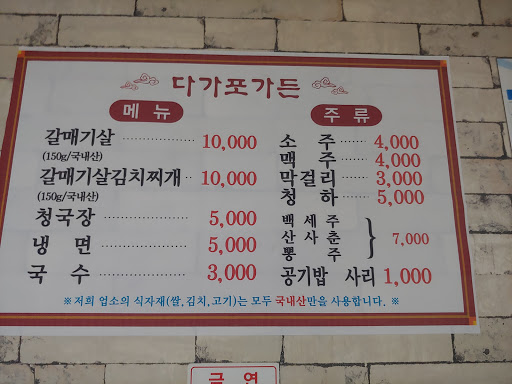 다가포가든
메뉴
갈매기살 ············ 10,000
(150g/국내산)
갈매기살김치찌개 ·· 10,000
(150g/국내산)
청국장 ············ 5,000
냉 면 ············ 5,000
국 수 ············ 3,000
주류
소 주 ······ 4,000
맥 주 ······ 4,000
막걸리 ······ 3,000
청 하 ······ 5,000
백 세 주
산 사 춘 } 7,000
뽕 주
공기밥 사리 1,000
※저희 업소의 식자재(쌀,김치,고기)는 모두 국내산만을 사용합니다. ※
금 연